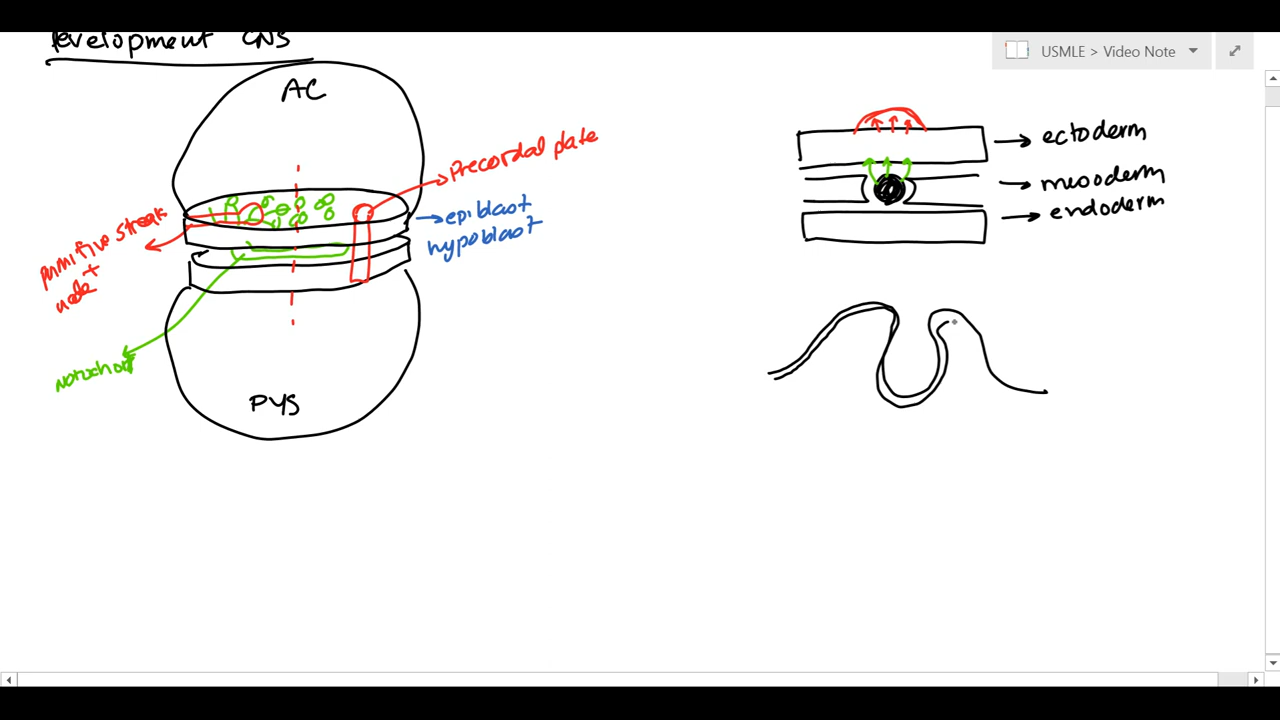 Development CNS
USMLE > Video Note
AC
Precordal plate
ectoderm
mesoderm
endoderm
epiblast
hypoblast
primitive streak
+
node
Notochord
PYS